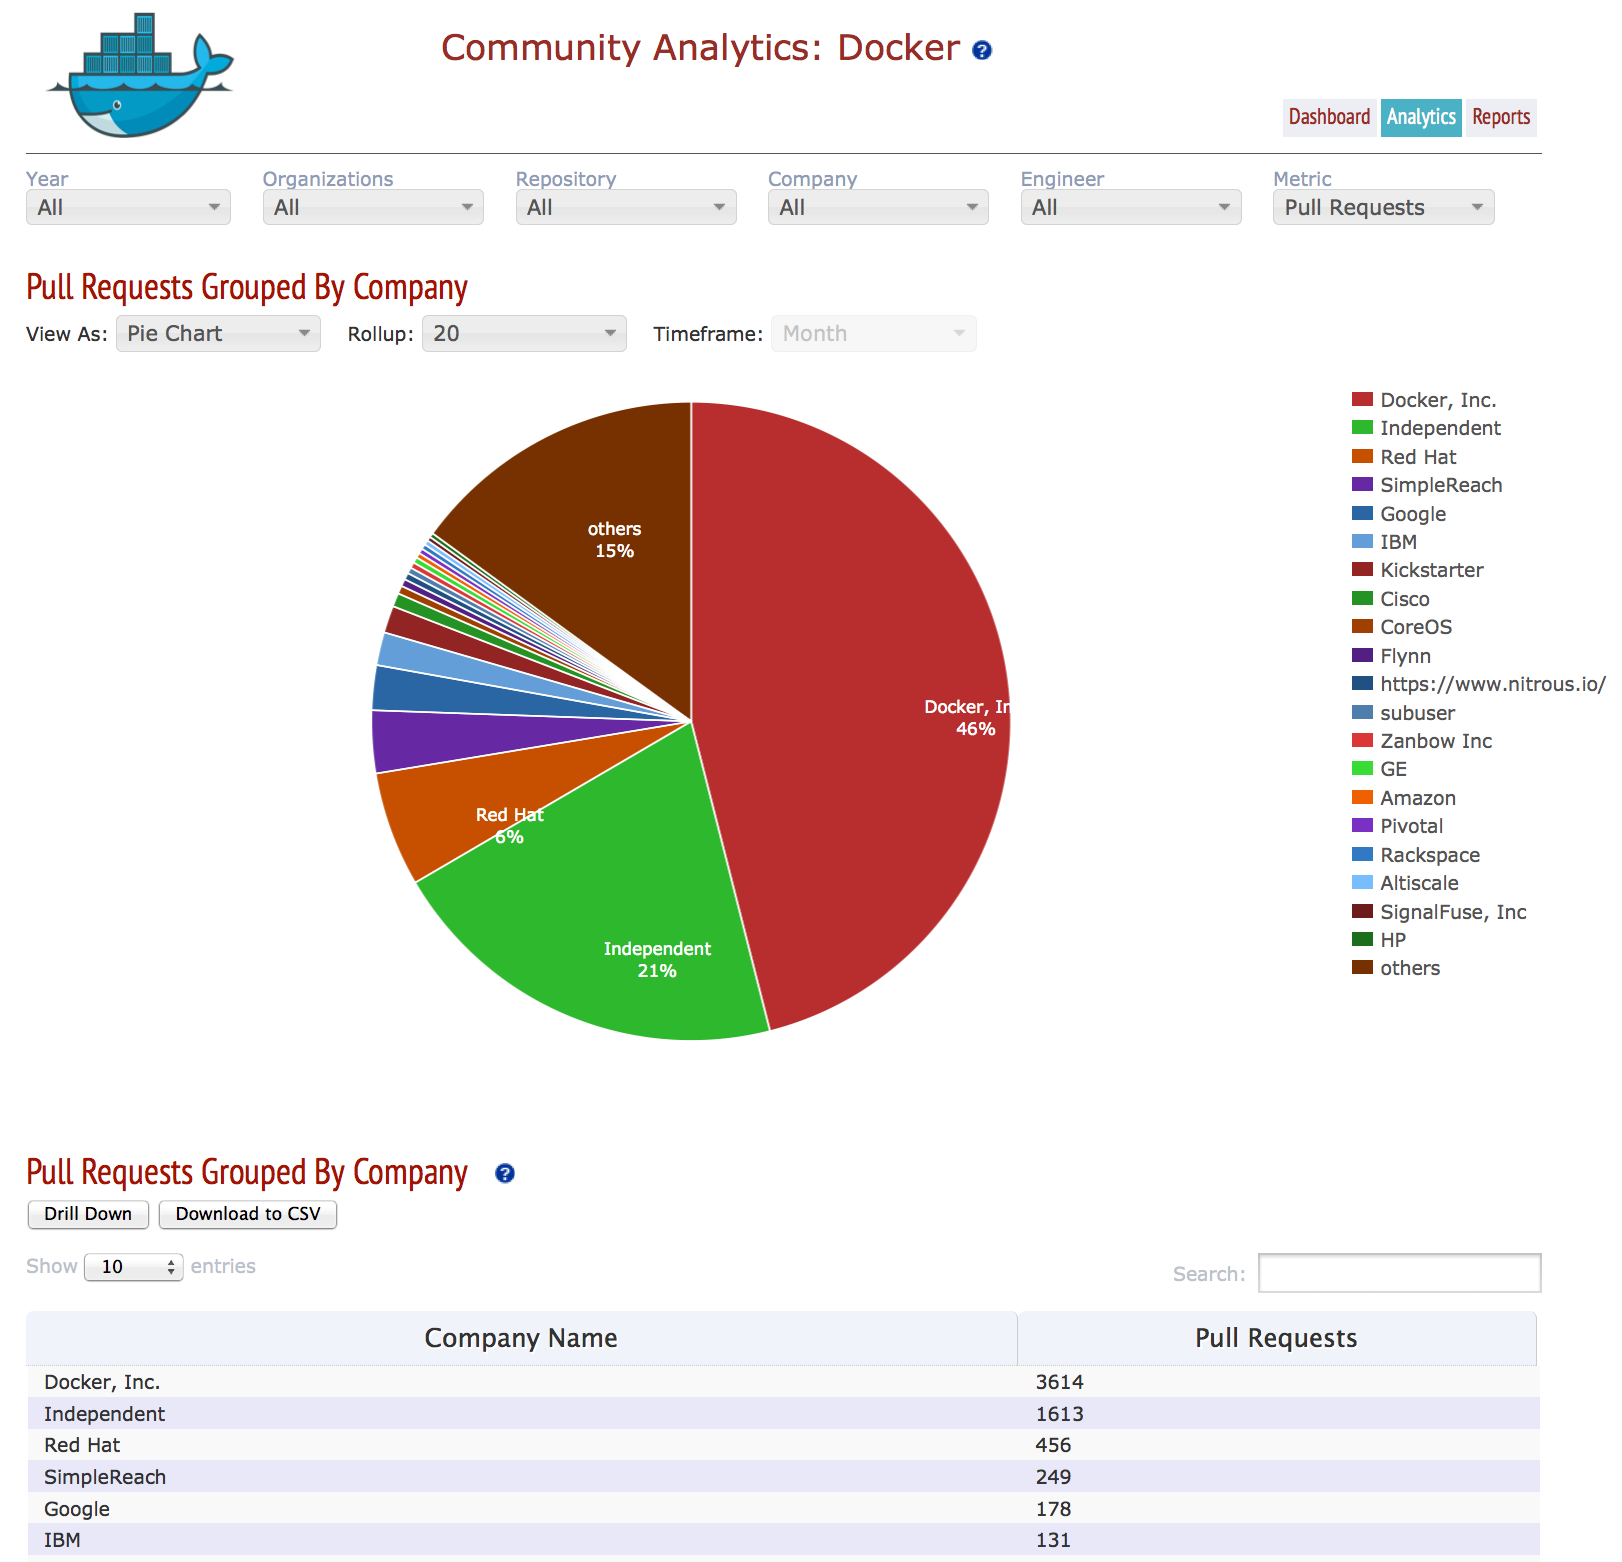 Community Analytics: Docker ?
Dashboard Analytics Reports
Year Organizations Repository Company Engineer Metric
All All All All All Pull Requests
Pull Requests Grouped By Company
View As: Pie Chart Rollup: 20 Timeframe: Month
Docker, Inc.
Independent
Red Hat
SimpleReach
Google
IBM
Kickstarter
Cisco
CoreOS
Flynn
https://www.nitrous.io/
subuser
Zanbow Inc
GE
Amazon
Pivotal
Rackspace
Altiscale
SignalFuse, Inc
HP
others
others
15%
Docker, In
46%
Red Hat
6%
Independent
21%
Pull Requests Grouped By Company ?
Drill Down Download to CSV
Show 10 entries Search:
Company Name Pull Requests
Docker, Inc. 3614
Independent 1613
Red Hat 456
SimpleReach 249
Google 178
IBM 131